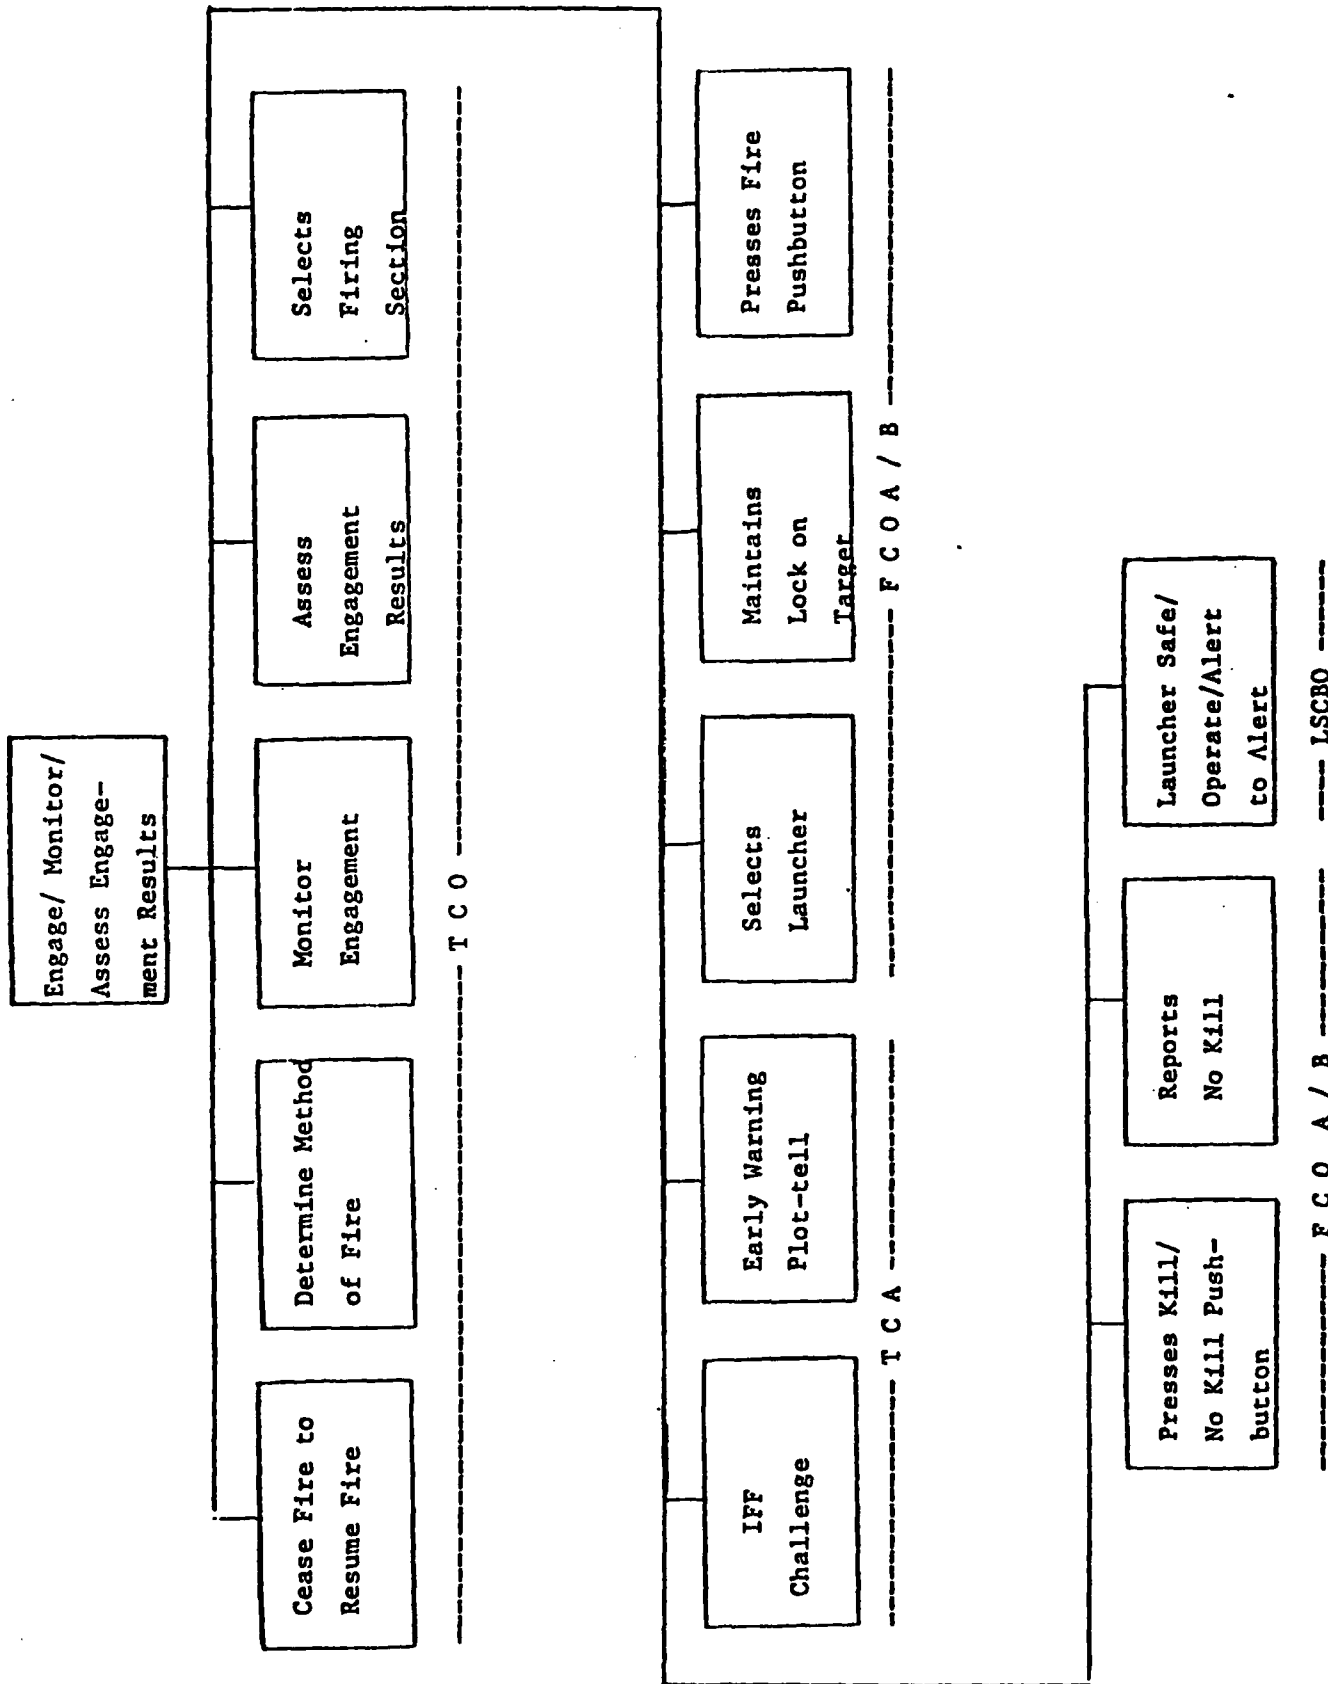 Engage/ Monitor/
Assess Engage-
ment Results
Cease Fire to
Resume Fire
Determine Method
of Fire
Monitor
Engagement
Assess
Engagement
Results
Selects
Firing
Section
T C O
IFF
Challenge
Early Warning
Plot-tell
Selects
Launcher
Maintains
Lock on
Target
Presses Fire
Pushbutton
T C A
F C O A / B
Presses Kill/
No Kill Push-
button
Reports
No Kill
Launcher Safe/
Operate/Alert
to Alert
F C O A / B
LSCBO